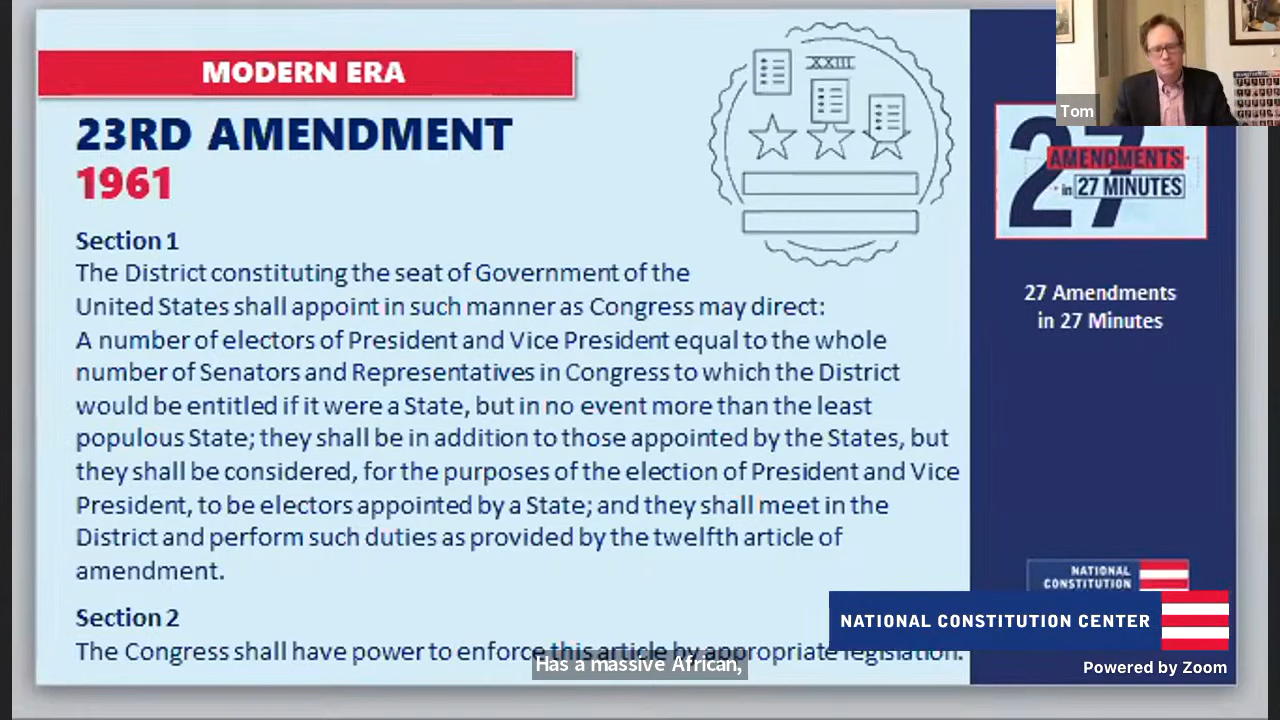 MODERN ERA
23RD AMENDMENT
1961
Section 1
The District constituting the seat of Government of the
United States shall appoint in such manner as Congress may direct:
A number of electors of President and Vice President equal to the whole
number of Senators and Representatives in Congress to which the District
would be entitled if it were a State, but in no event more than the least
populous State; they shall be in addition to those appointed by the States, but
they shall be considered, for the purposes of the election of President and Vice
President, to be electors appointed by a State; and they shall meet in the
District and perform such duties as provided by the twelfth article of
amendment.
Section 2
The Congress shall have power to enforce this article by appropriate legislation.
Has a massive African,
XXIII
Tom
27
AMENDMENTS
in 27 MINUTES
27 Amendments
in 27 Minutes
NATIONAL
CONSTITUTION
NATIONAL CONSTITUTION CENTER
Powered by Zoom